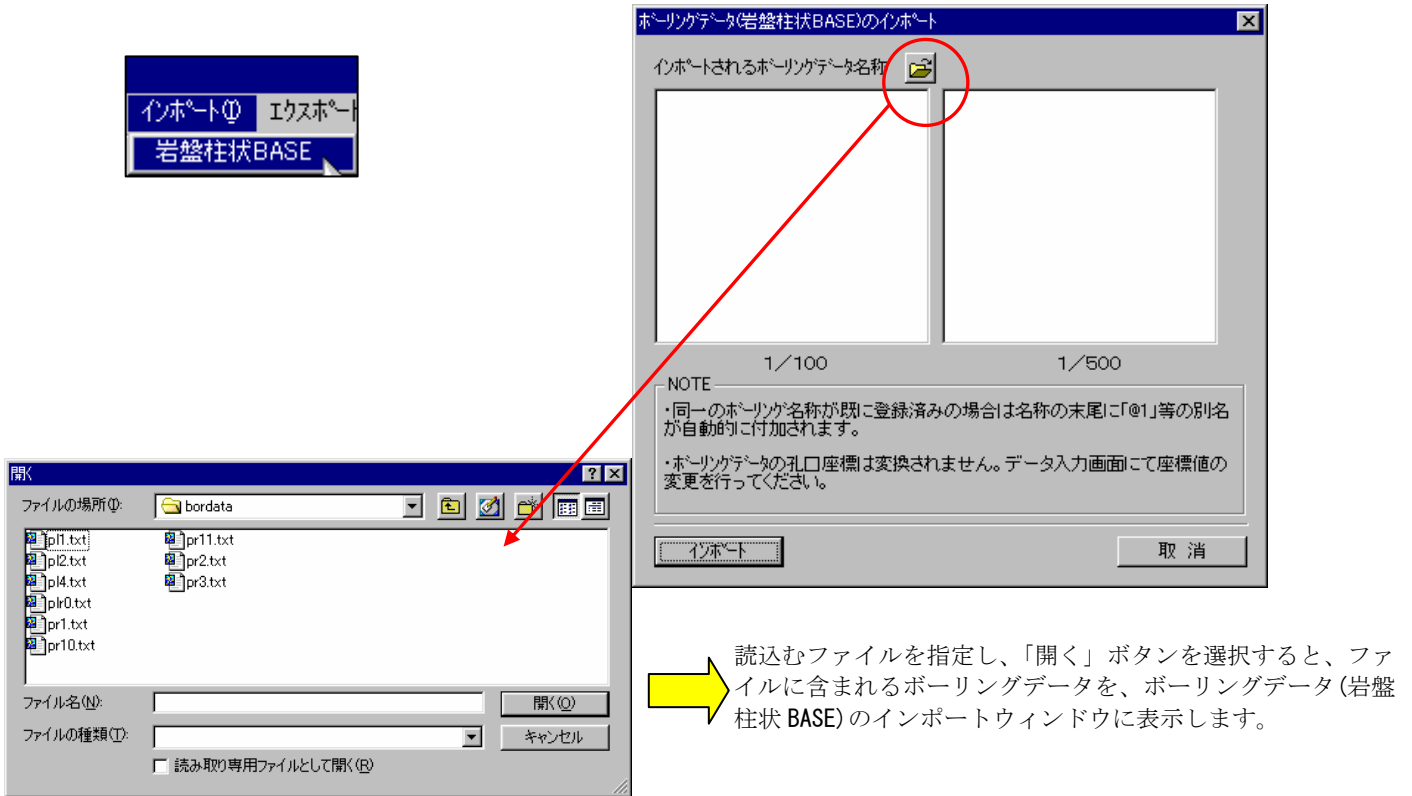 インポート(I) エクスポート
岩盤柱状BASE
ボーリングデータ(岩盤柱状BASE)のインポート
インポートされるボーリングデータ名称
1/100
1/500
NOTE
・同一のボーリング名称が既に登録済みの場合は名称の末尾に「@1」等の別名
が自動的に付加されます。
・ボーリングデータの孔口座標は変換されません。データ入力画面にて座標値の
変更を行ってください。
インポート
取 消
開く
ファイルの場所(I):
bordata
pl1.txt
pl2.txt
pl4.txt
plr0.txt
pr1.txt
pr10.txt
pr11.txt
pr2.txt
pr3.txt
ファイル名(N):
開く(O)
ファイルの種類(T):
キャンセル
読み取り専用ファイルとして開く(R)
読込むファイルを指定し、「開く」ボタンを選択すると、ファ
イルに含まれるボーリングデータを、ボーリングデータ(岩盤
柱状 BASE)のインポートウィンドウに表示します。